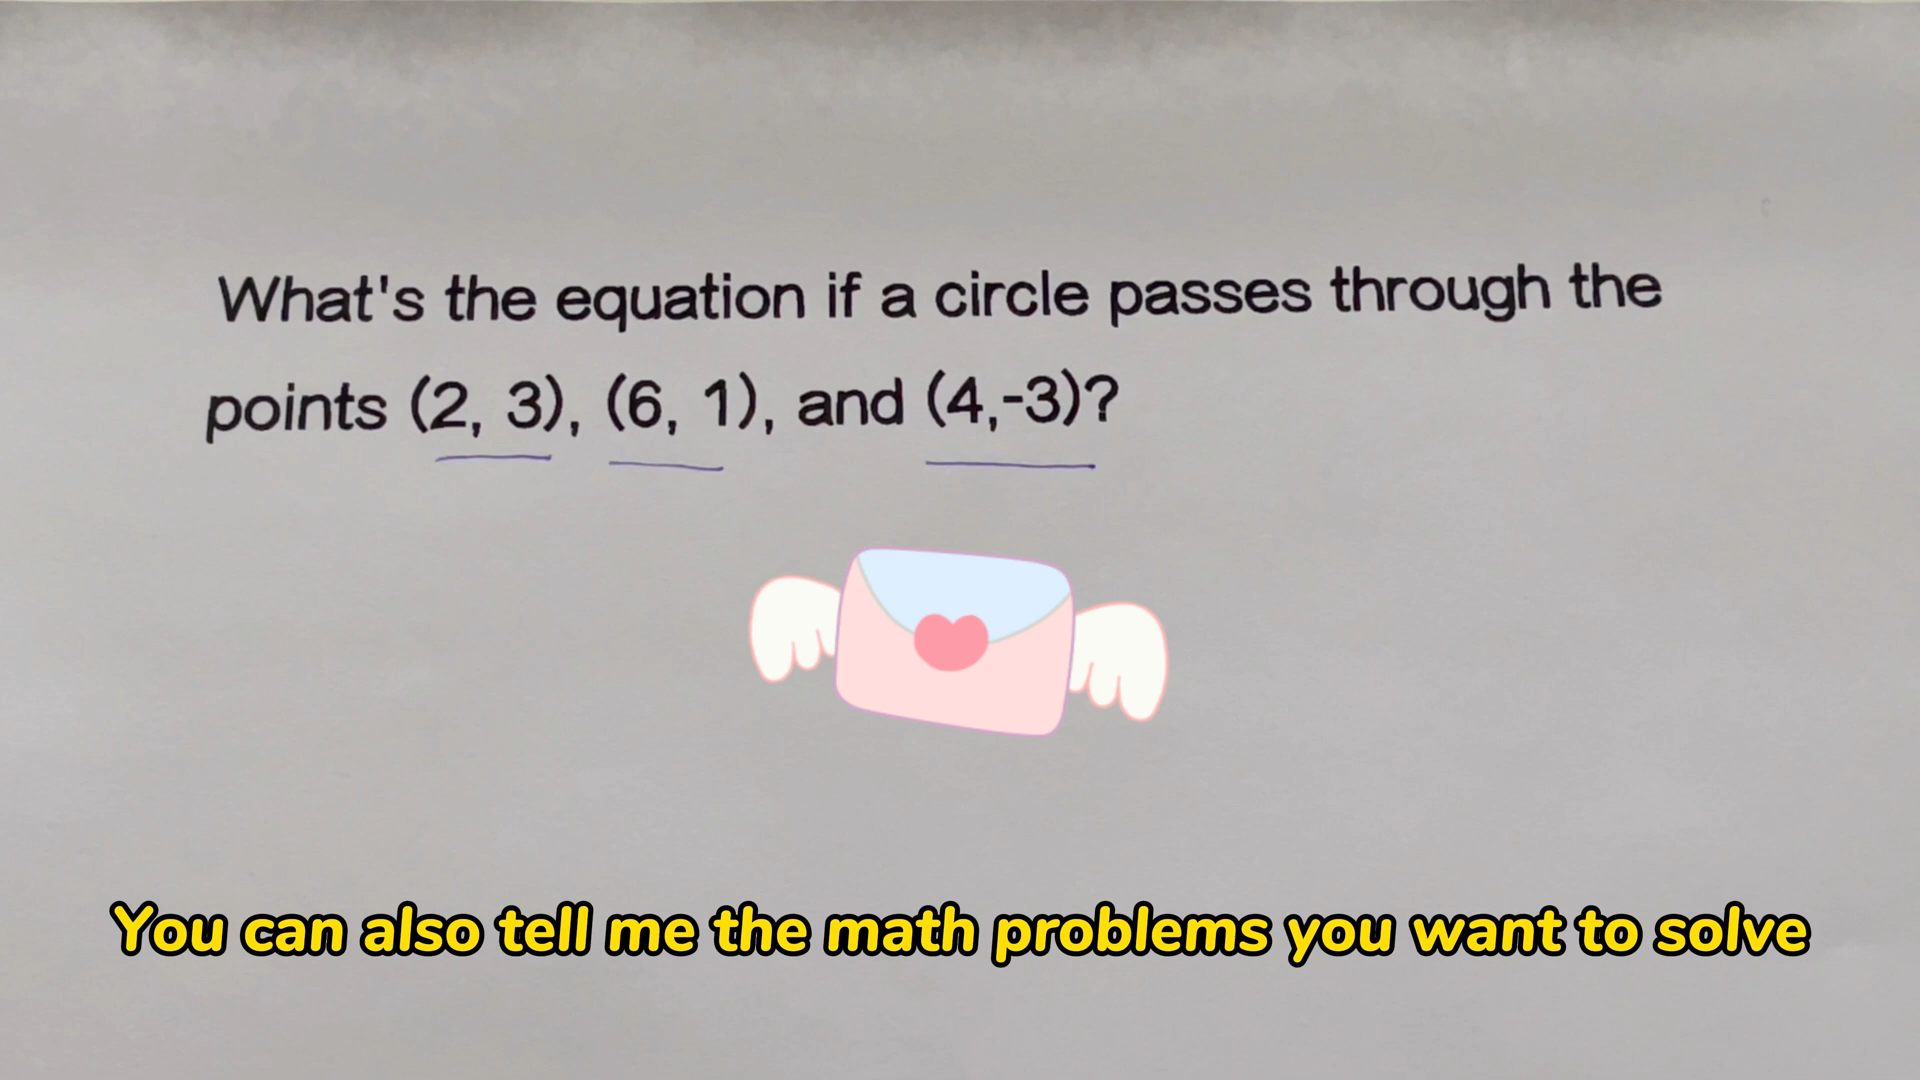 What's the equation if a circle passes through the
points (2, 3), (6, 1), and (4,-3)?
You can also tell me the math problems you want to solve